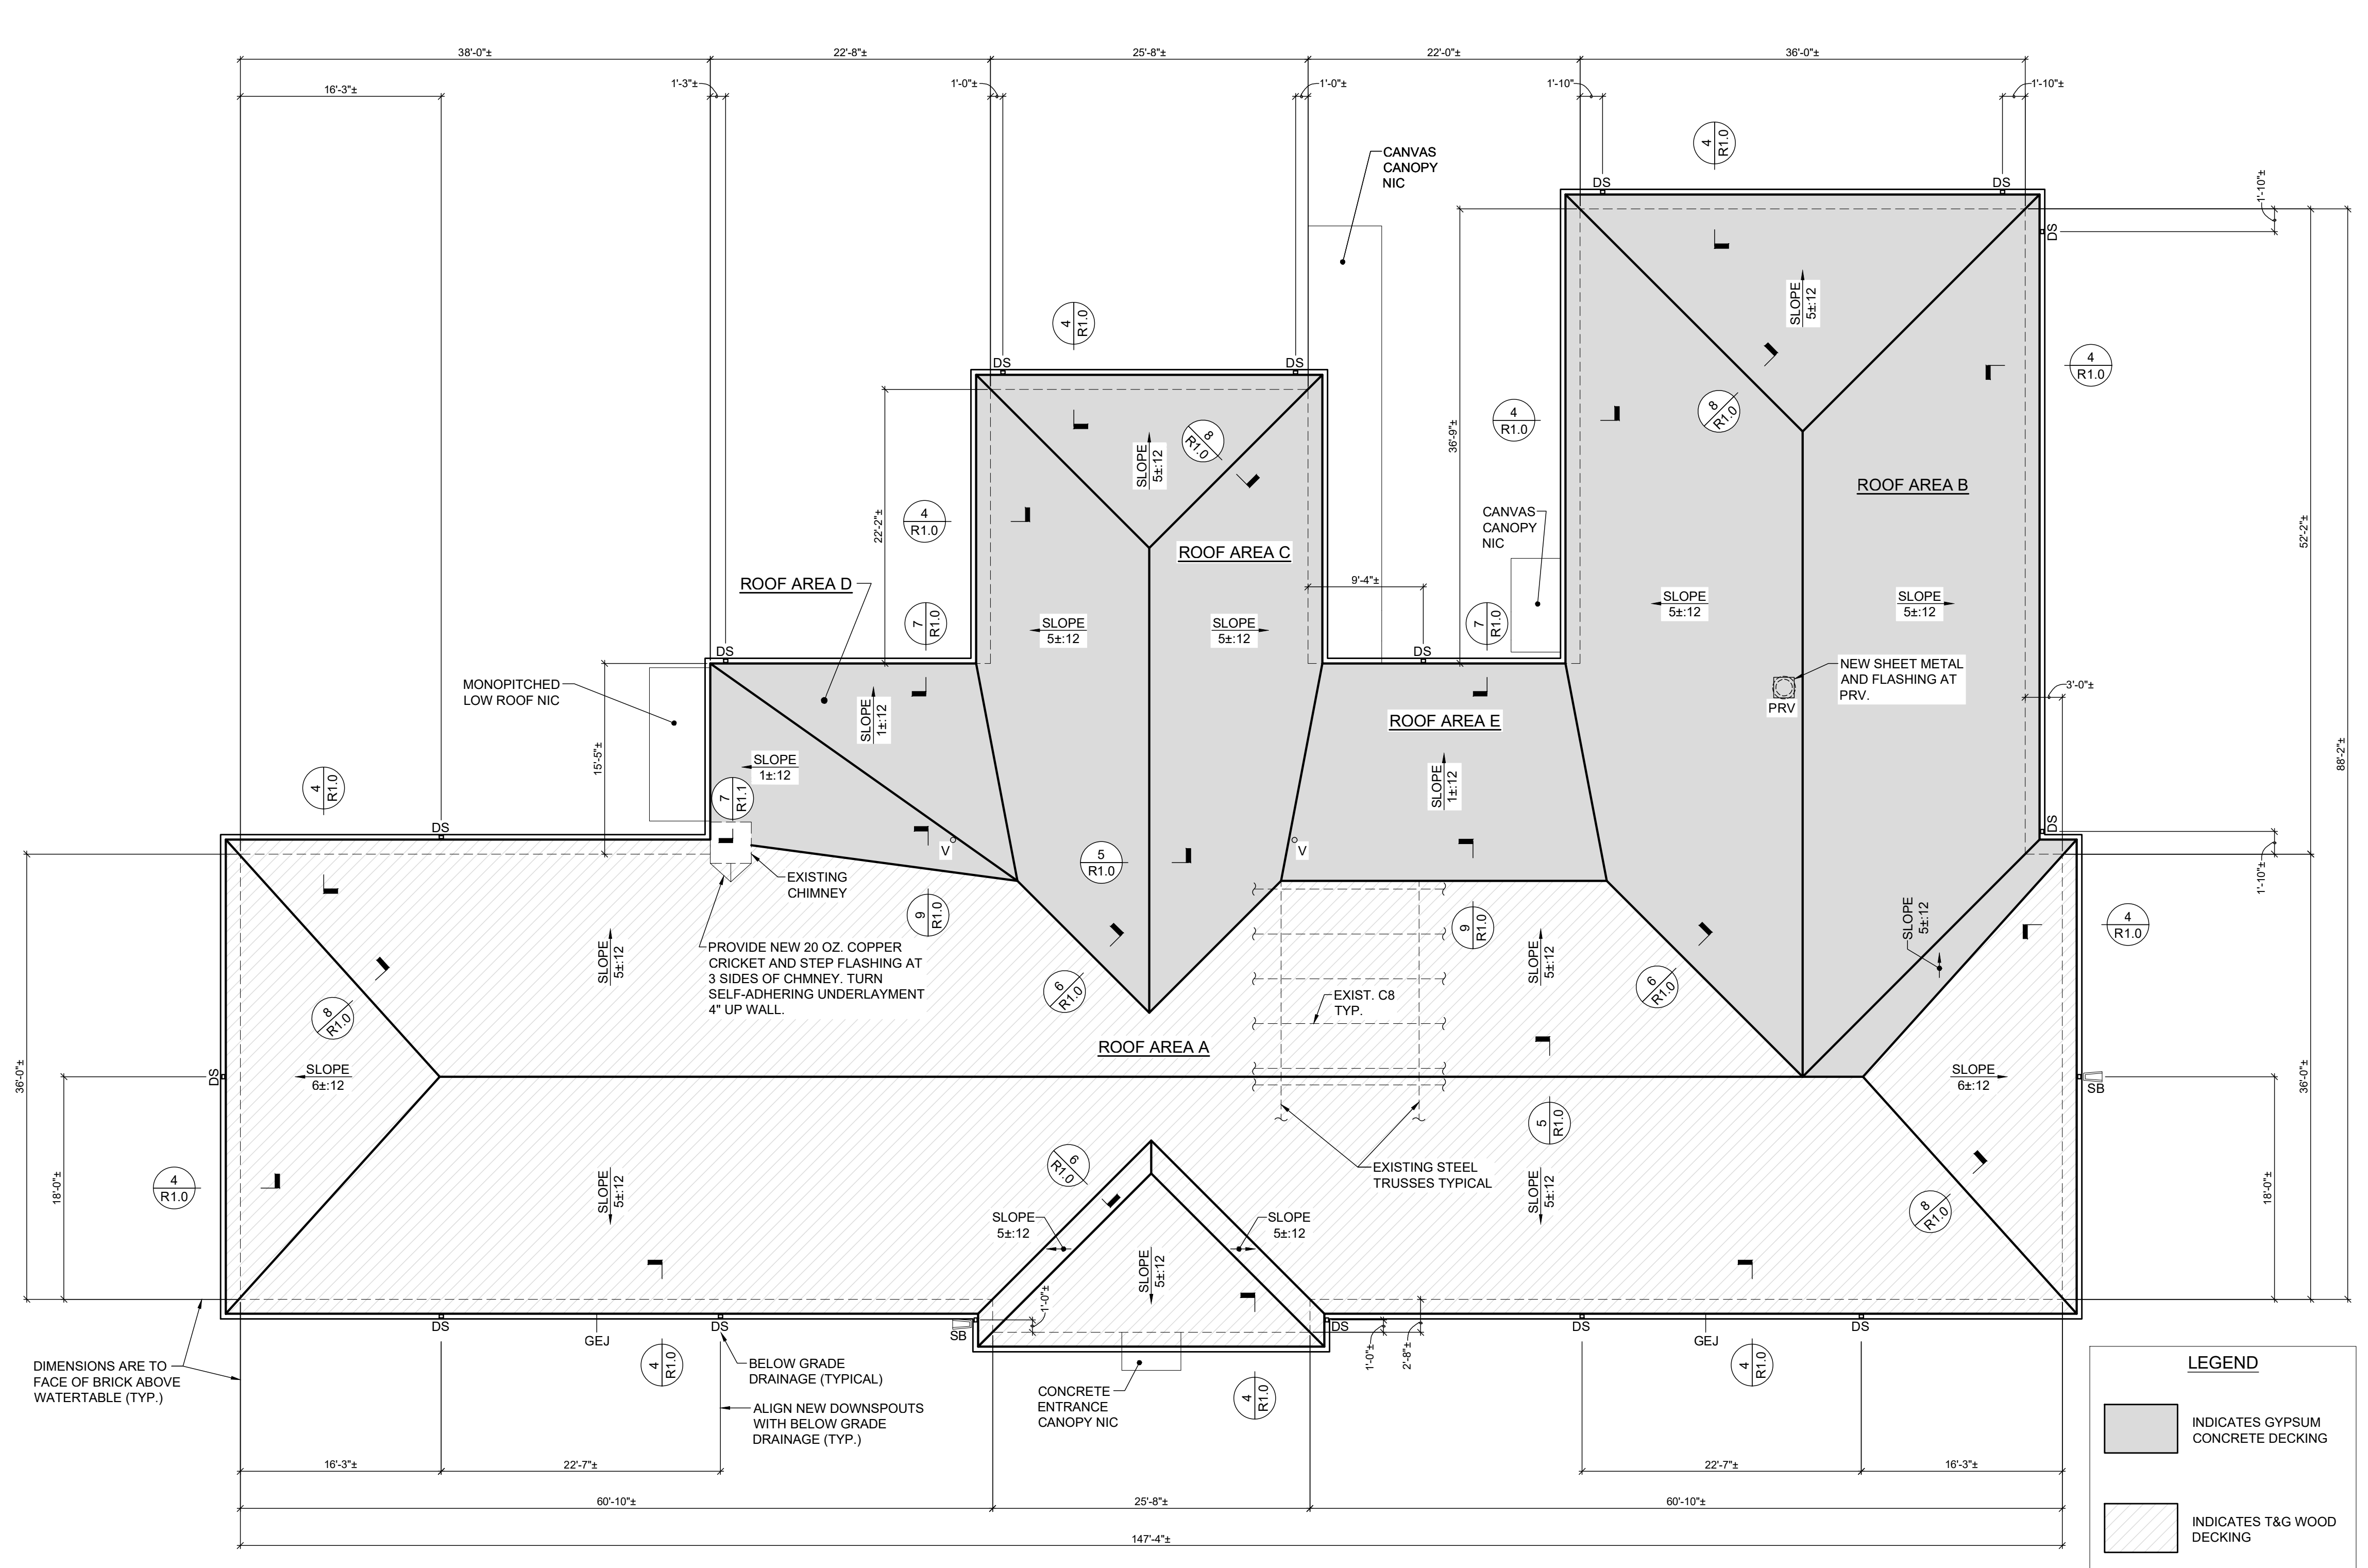 38'-0"±
22'-8"±
25'-8"±
22'-0"±
36'-0"±
16'-3"±
1'-3"±
1'-0"±
1'-0"±
1'-10"
1'-10"±
CANVAS
CANOPY
NIC
4
R1.0
DS
DS
1'-10"±
DS
4
R1.0
SLOPE
5±:12
4
R1.0
DS
DS
36'-9"±
4
R1.0
8
R1.0
8
R1.0
SLOPE
5±:12
ROOF AREA B
22'-2"±
4
R1.0
CANVAS
CANOPY
NIC
52'-2"±
ROOF AREA C
ROOF AREA D
9'-4"±
7
R1.0
7
R1.0
SLOPE
5±:12
SLOPE
5±:12
SLOPE
5±:12
SLOPE
5±:12
DS
DS
MONOPITCHED
LOW ROOF NIC
NEW SHEET METAL
AND FLASHING AT
PRV.
PRV
3'-0"±
SLOPE
1±:12
ROOF AREA E
15'-5"±
SLOPE
1±:12
SLOPE
1±:12
88'-2"±
4
R1.0
7
R1.1
DS
DS
V
V
1'-10"±
5
R1.0
EXISTING
CHIMNEY
9
R1.0
9
R1.0
SLOPE
5±:12
4
R1.0
PROVIDE NEW 20 OZ. COPPER
CRICKET AND STEP FLASHING AT
3 SIDES OF CHMNEY. TURN
SELF-ADHERING UNDERLAYMENT
4" UP WALL.
SLOPE
5±:12
SLOPE
5±:12
6
R1.0
6
R1.0
EXIST. C8
TYP.
8
R1.0
ROOF AREA A
36'-0"±
DS
SLOPE
6±:12
SLOPE
6±:12
SB
36'-0"±
5
R1.0
4
R1.0
18'-0"±
6
R1.0
EXISTING STEEL
TRUSSES TYPICAL
18'-0"±
SLOPE
5±:12
SLOPE
5±:12
SLOPE
5±:12
SLOPE
5±:12
8
R1.0
SLOPE
5±:12
1'-0"±
DS
GEJ
DS
SB
DS
1'-0"±
2'-8"±
DS
GEJ
DS
DIMENSIONS ARE TO
FACE OF BRICK ABOVE
WATERTABLE (TYP.)
4
R1.0
BELOW GRADE
DRAINAGE (TYPICAL)
ALIGN NEW DOWNSPOUTS
WITH BELOW GRADE
DRAINAGE (TYP.)
CONCRETE
ENTRANCE
CANOPY NIC
4
R1.0
4
R1.0
LEGEND
INDICATES GYPSUM
CONCRETE DECKING
16'-3"±
22'-7"±
22'-7"±
16'-3"±
60'-10"±
25'-8"±
60'-10"±
INDICATES T&G WOOD
DECKING
147'-4"±